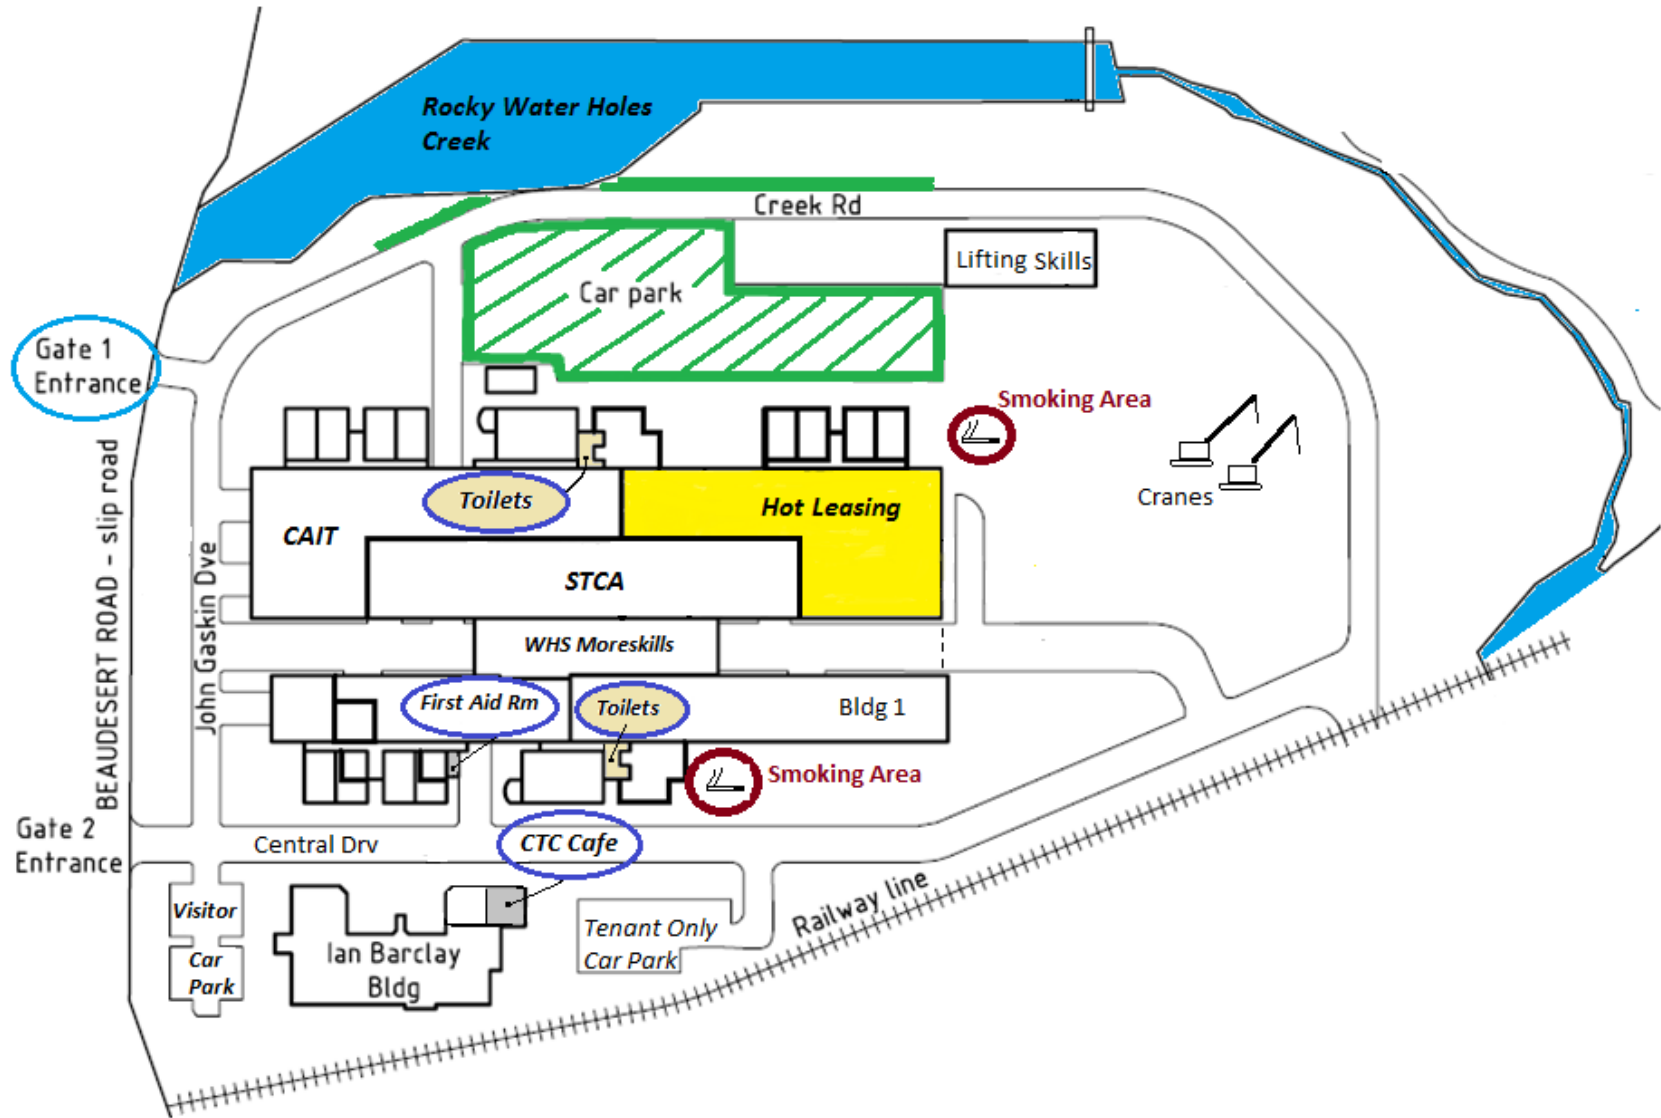 Rocky Water Holes
Creek
Creek Rd
Lifting Skills
Car park
Gate 1
Entrance
Smoking Area
Cranes
Toilets
Hot Leasing
CAIT
STCA
BEAUDESERT ROAD - slip road
John Gaskin Dve
WHS Moreskills
First Aid Rm
Toilets
Bldg 1
Smoking Area
Gate 2
Entrance
Central Drv
CTC Cafe
Visitor
Car
Park
Ian Barclay
Bldg
Tenant Only
Car Park
Railway line